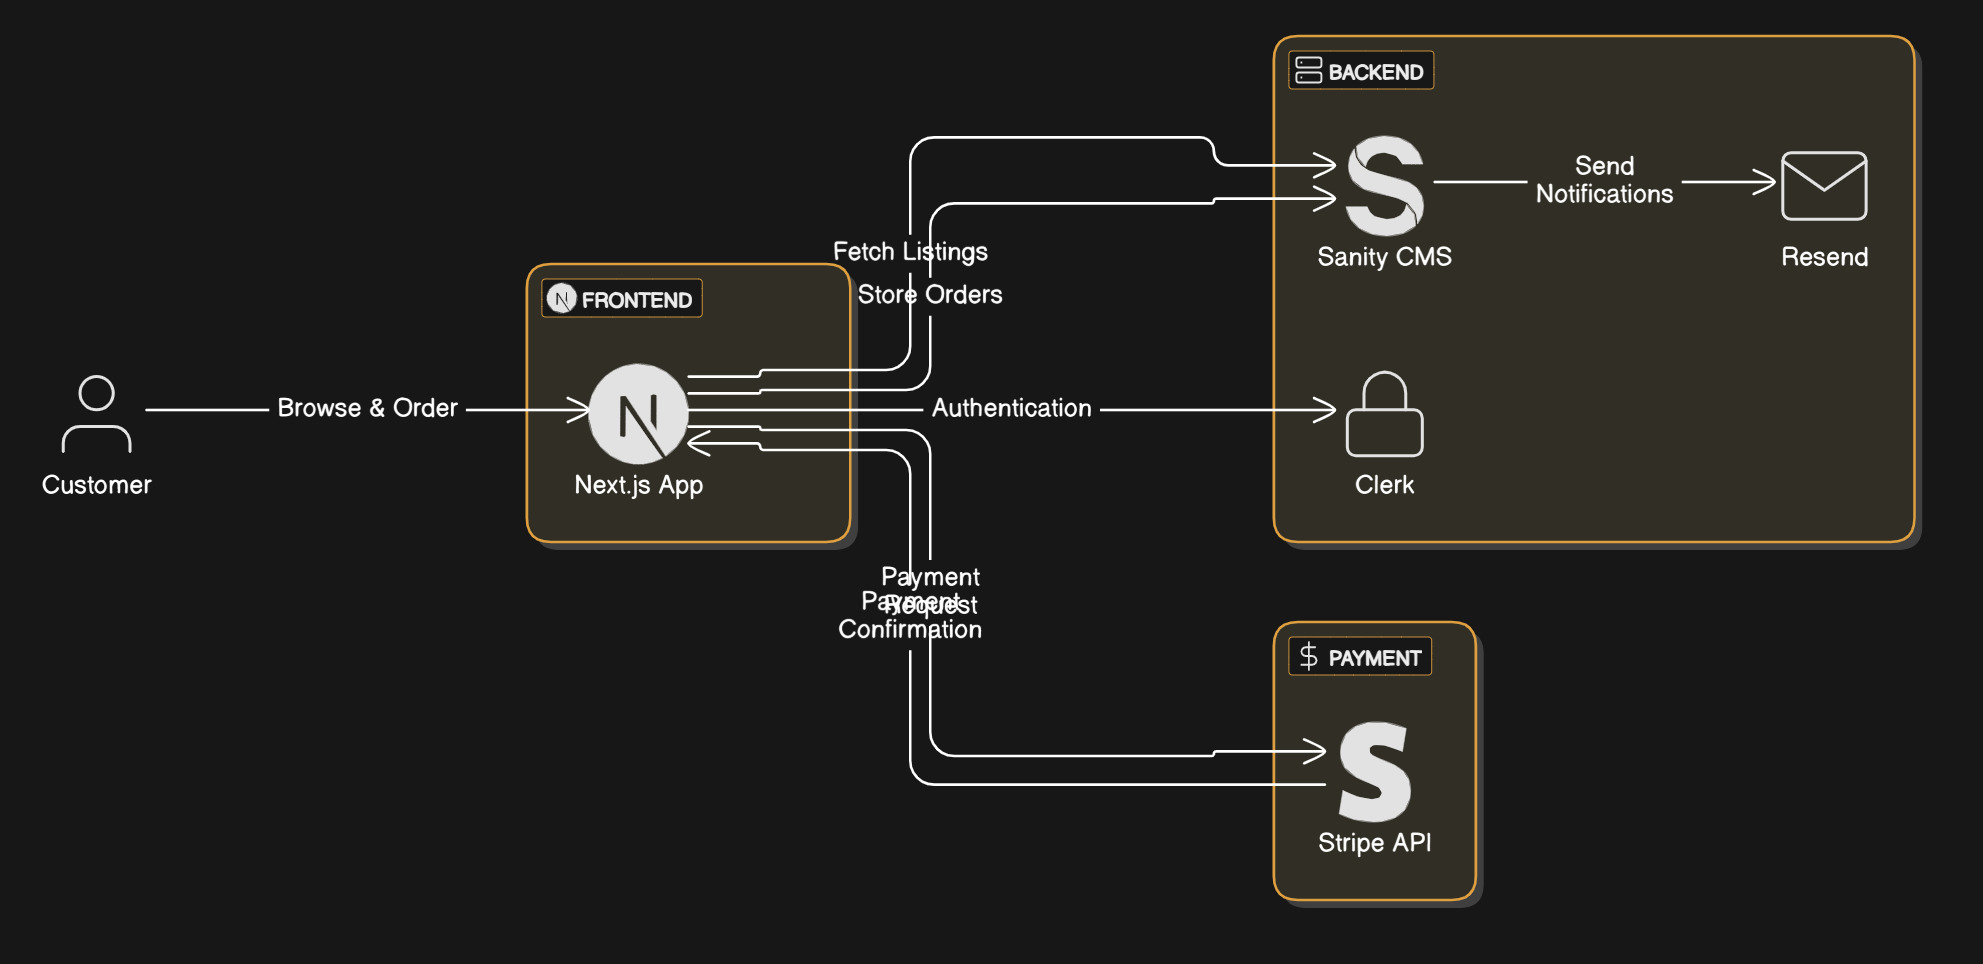 BACKEND
Send
Notifications
Sanity CMS
Resend
Fetch Listings
Store Orders
FRONTEND
Browse & Order
Authentication
Customer
Next.js App
Clerk
Payment
Request
Payment
Confirmation
PAYMENT
Stripe API